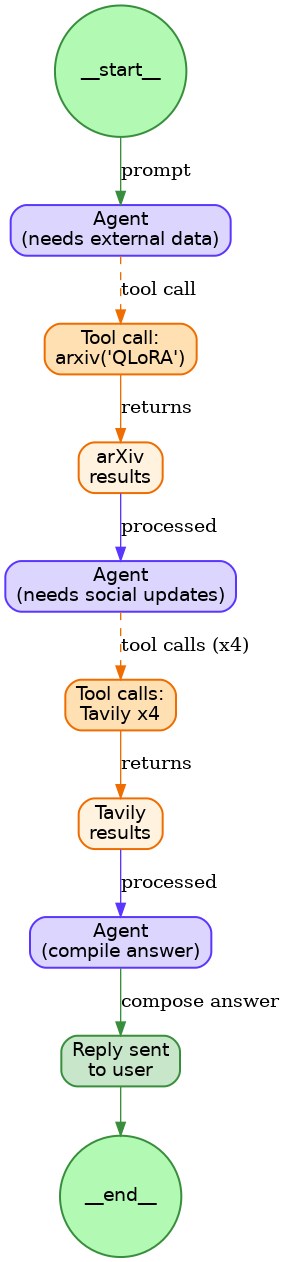 __start__
prompt
Agent
(needs external data)
tool call
Tool call:
arxiv('QLoRA')
returns
arXiv
results
processed
Agent
(needs social updates)
tool calls (x4)
Tool calls:
Tavily x4
returns
Tavily
results
processed
Agent
(compile answer)
compose answer
Reply sent
to user
__end__